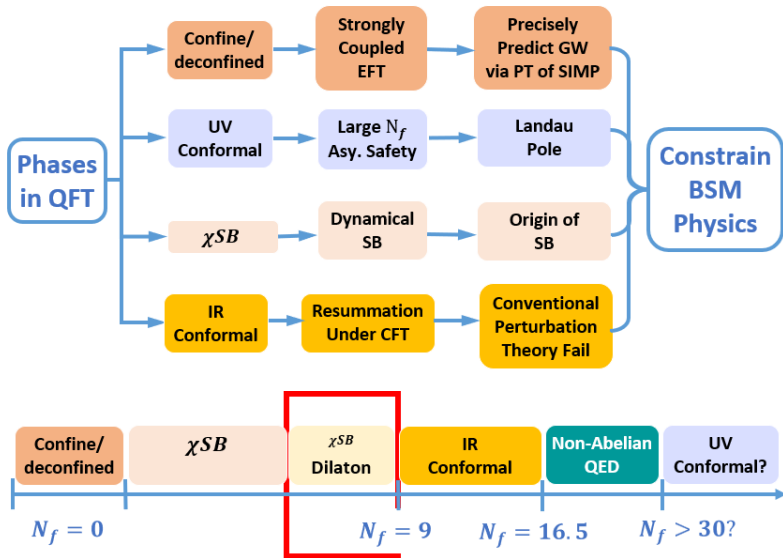 Phases
in QFT
Confine/
deconfined
Strongly
Coupled
EFT
Precisely
Predict GW
via PT of SIMP
UV
Conformal
Large N_f
Asy. Safety
Landau
Pole
χSB
Dynamical
SB
Origin of
SB
IR
Conformal
Resummation
Under CFT
Conventional
Perturbation
Theory Fail
Constrain
BSM
Physics
Confine/
deconfined
χSB
χSB
Dilaton
IR
Conformal
Non-Abelian
QED
UV
Conformal?
N_f = 0
N_f = 9
N_f = 16.5
N_f > 30?